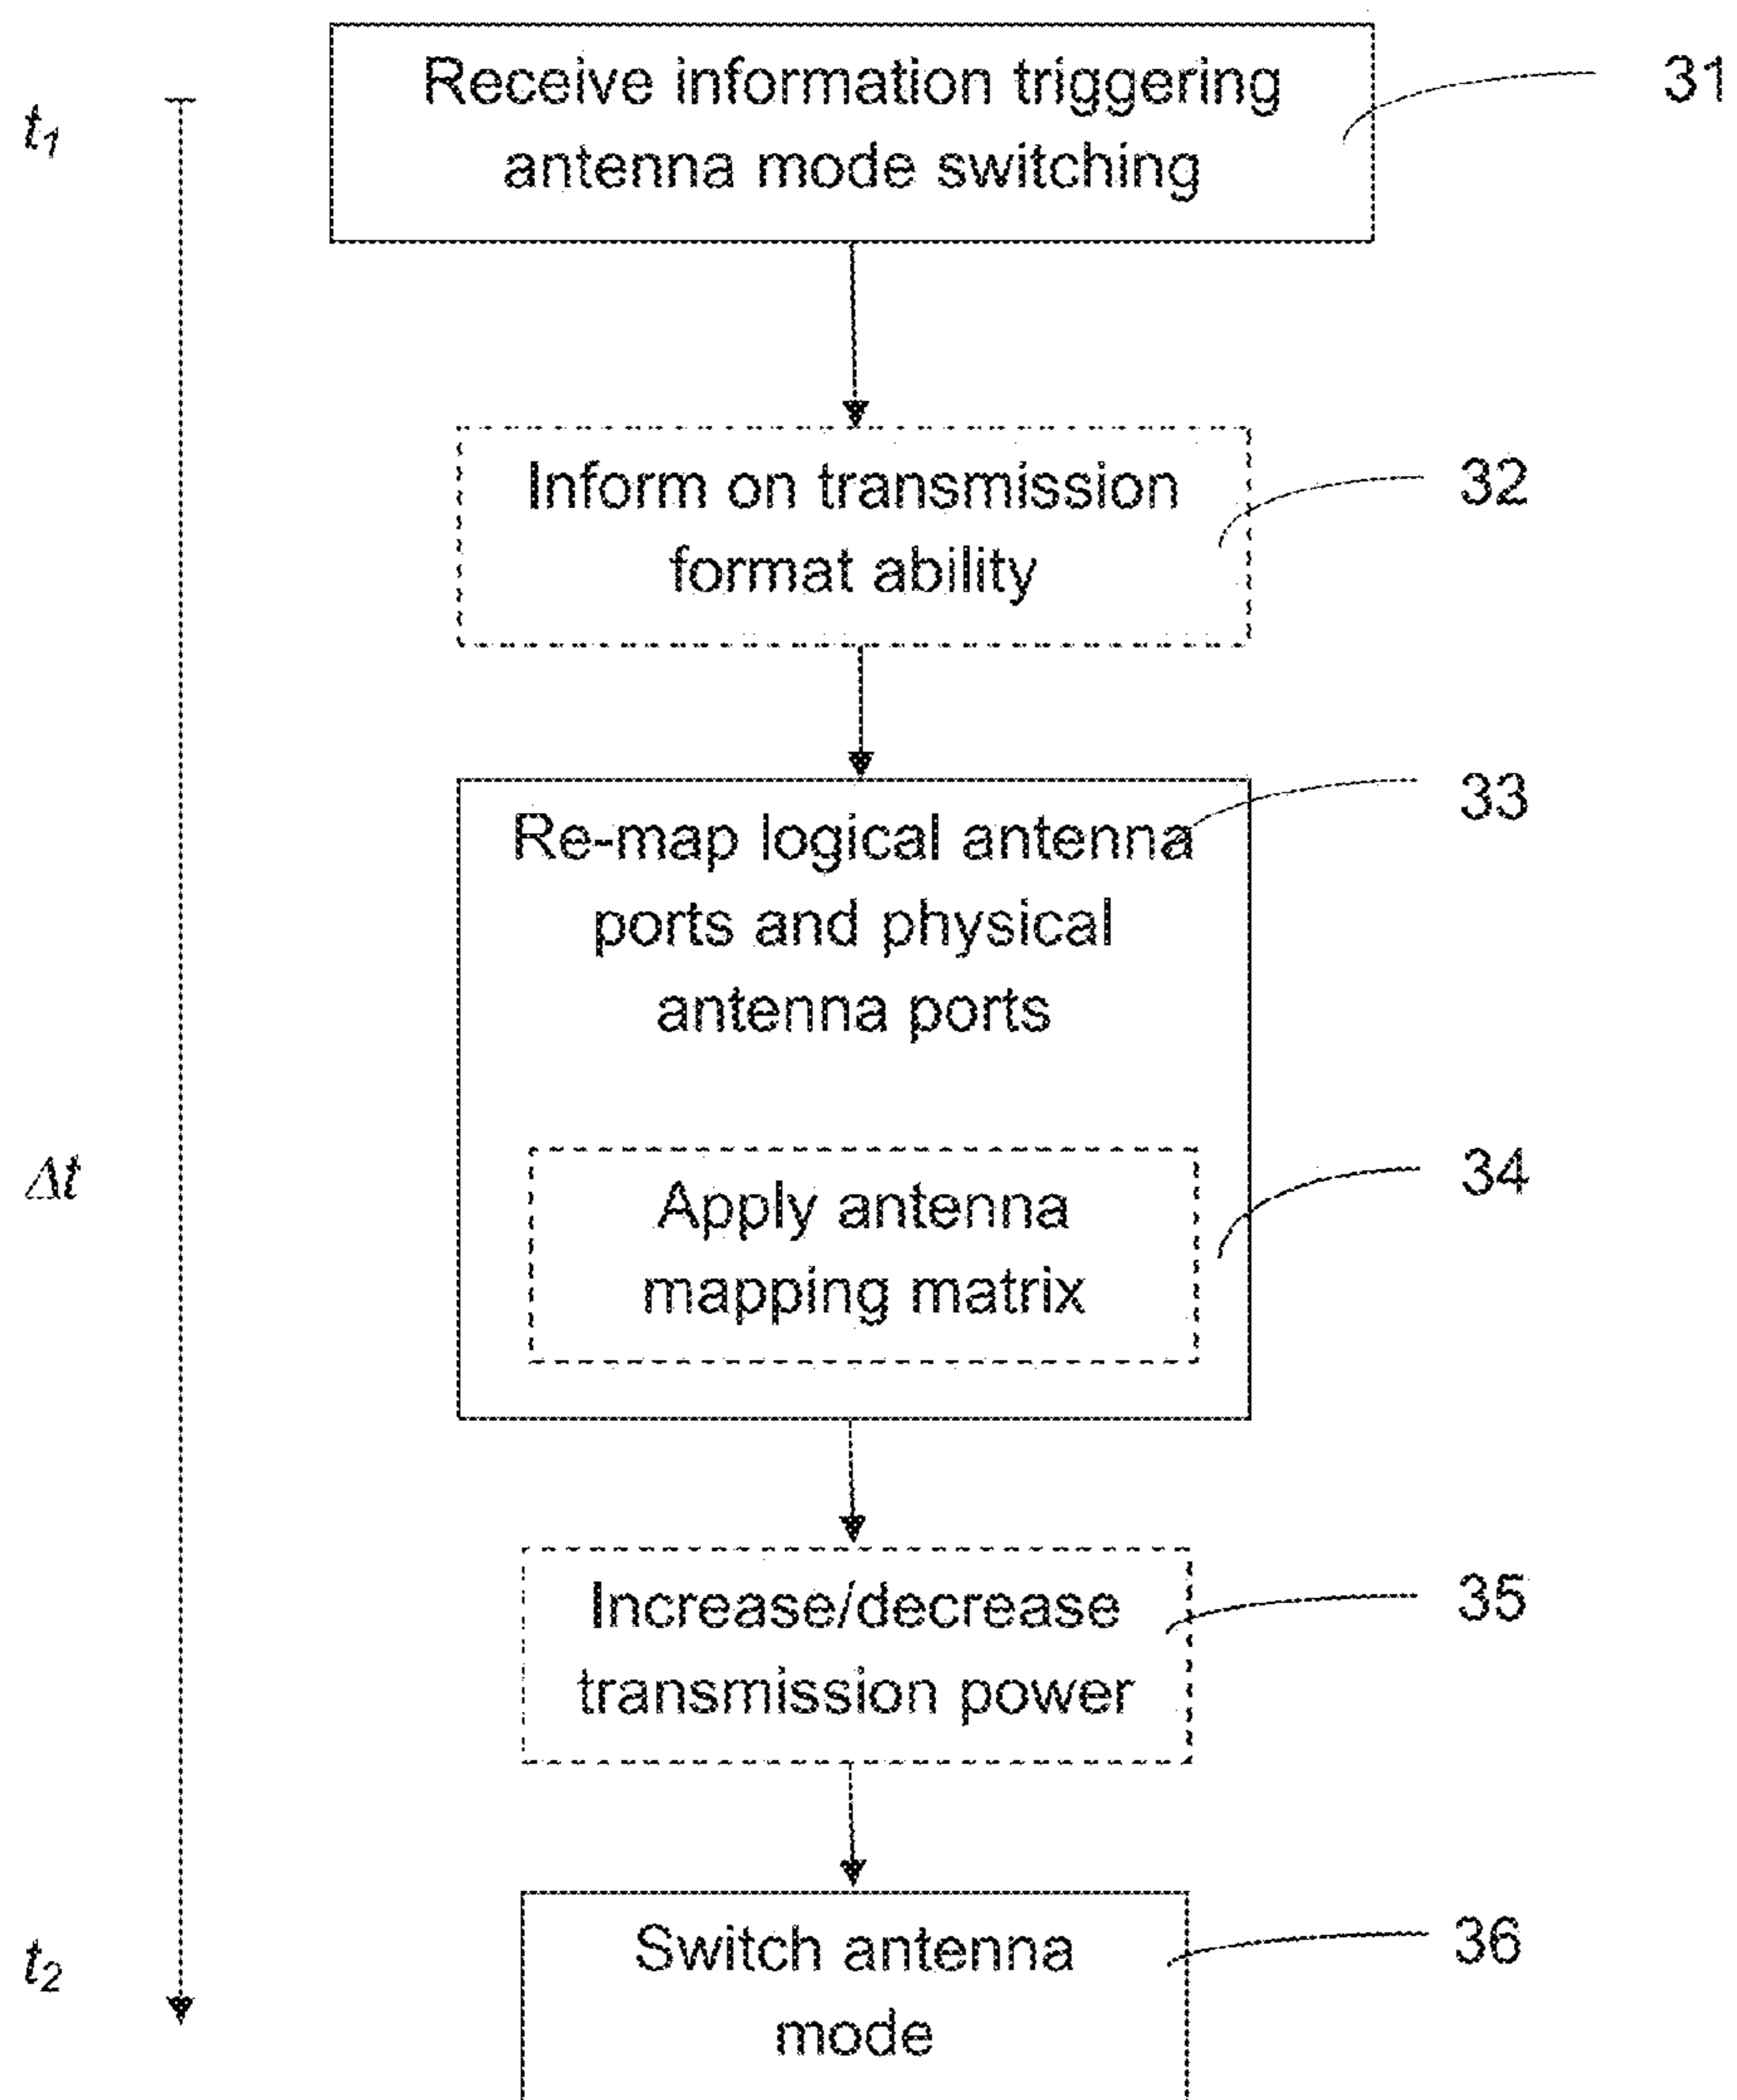 Receive information triggering
antenna mode switching
31
t1
Inform on transmission
format ability
32
Re-map logical antenna
ports and physical
antenna ports
33
Δt
Apply antenna
mapping matrix
34
Increase/decrease
transmission power
35
Switch antenna
mode
36
t2